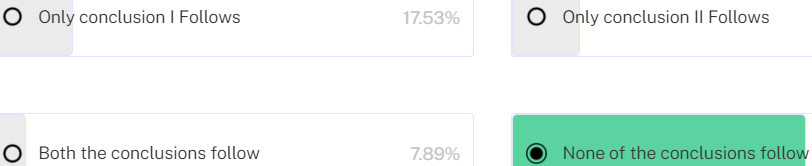 Only conclusion I Follows 17.53%
Only conclusion II Follows
Both the conclusions follow 7.89%
None of the conclusions follow